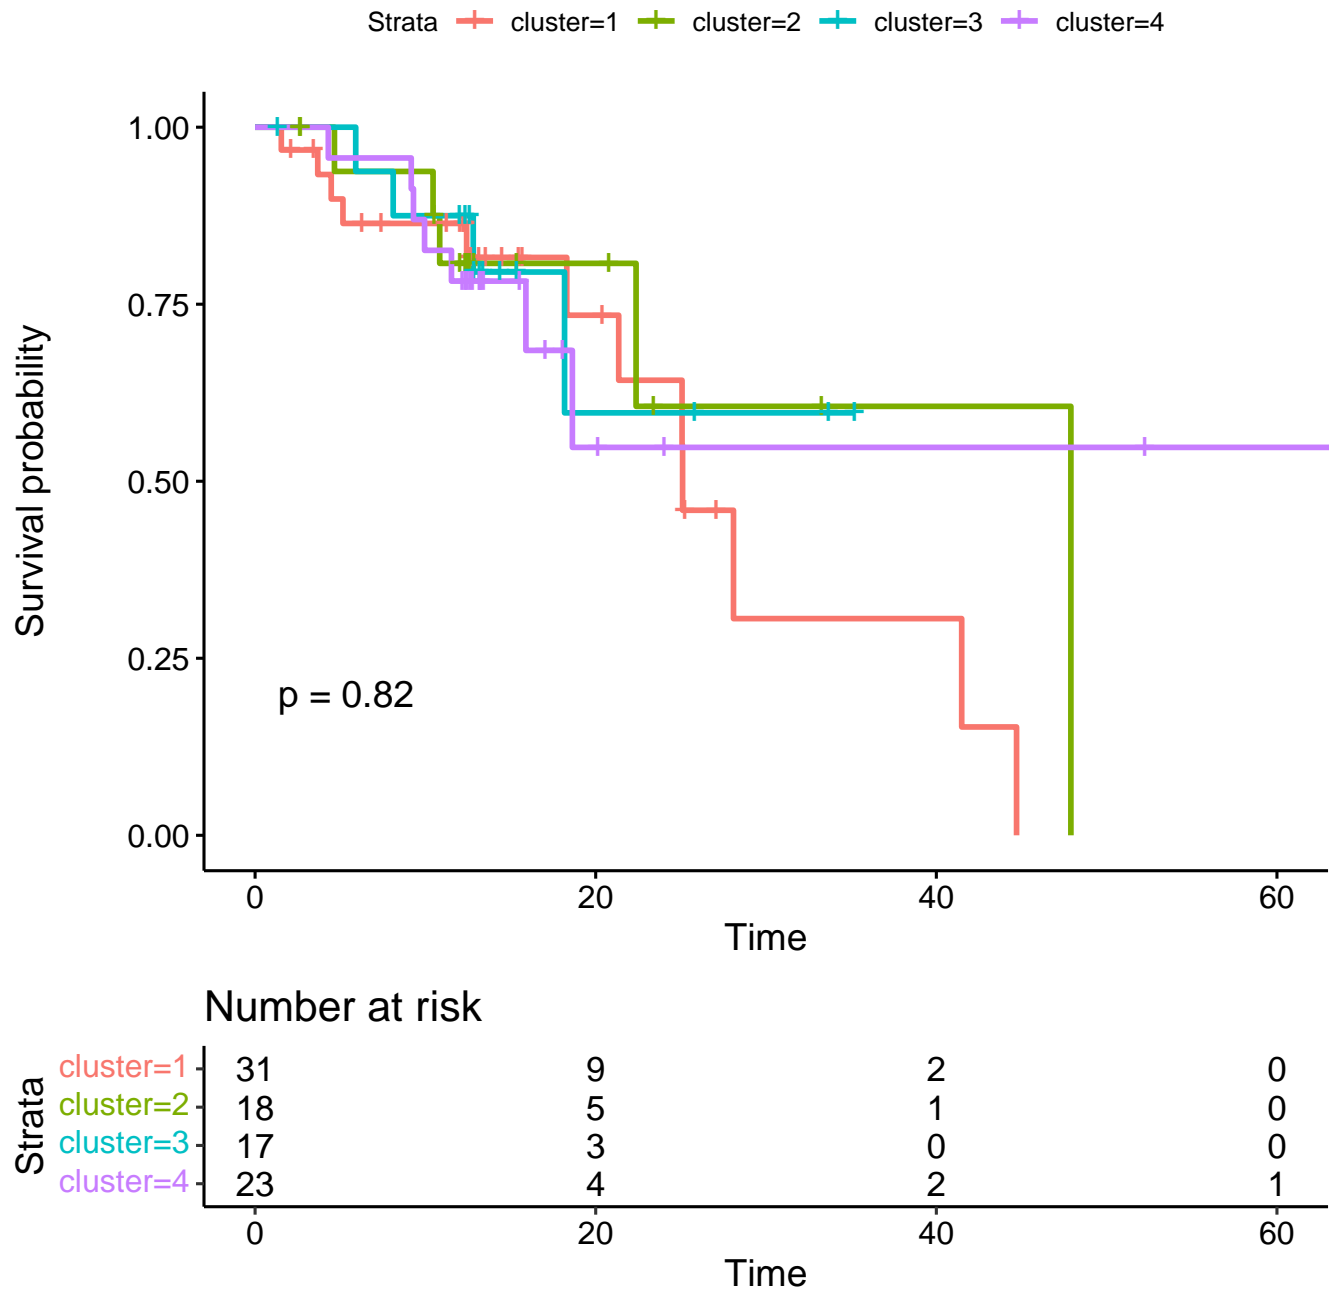 Strata cluster=1 cluster=2 cluster=3 cluster=4
1.00
0.75
0.50
0.25
0.00
Survival probability
p = 0.82
0 20 40 60
Time
Number at risk
Strata
cluster=1 31 9 2 0
cluster=2 18 5 1 0
cluster=3 17 3 0 0
cluster=4 23 4 2 1
0 20 40 60
Time